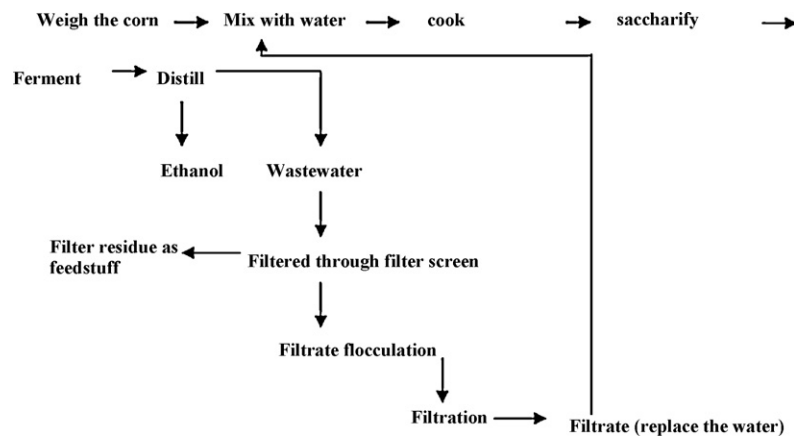 Weigh the corn Mix with water cook saccharify
Ferment Distill
Ethanol Wastewater
Filter residue as
feedstuff
Filtered through filter screen
Filtrate flocculation
Filtration
Filtrate (replace the water)